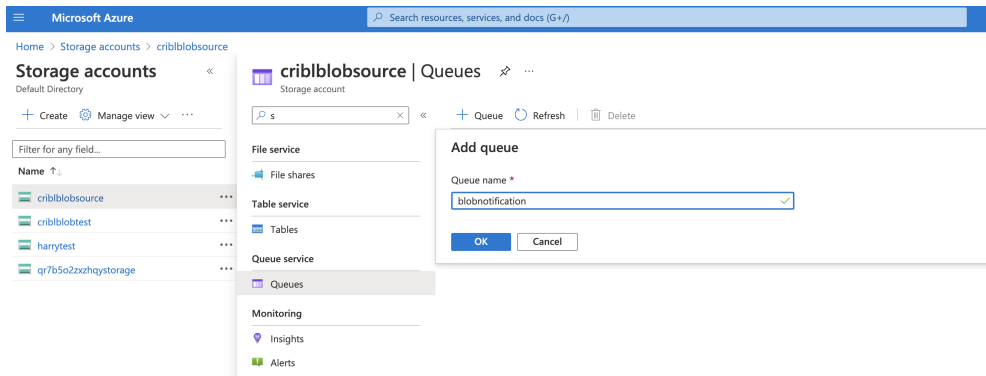 Microsoft Azure
Search resources, services, and docs (G+/)
Home > Storage accounts > criblblobsource
Storage accounts
Default Directory
+ Create Manage view ...
Filter for any field...
Name ↑↓
criblblobsource ...
criblblobtest ...
harrytest ...
qr7b5o2zxzhqystorage ...
criblblobsource | Queues ...
Storage account
s
File service
File shares
Table service
Tables
Queue service
Queues
Monitoring
Insights
Alerts
+ Queue Refresh Delete
Add queue
Queue name *
blobnotification
OK Cancel